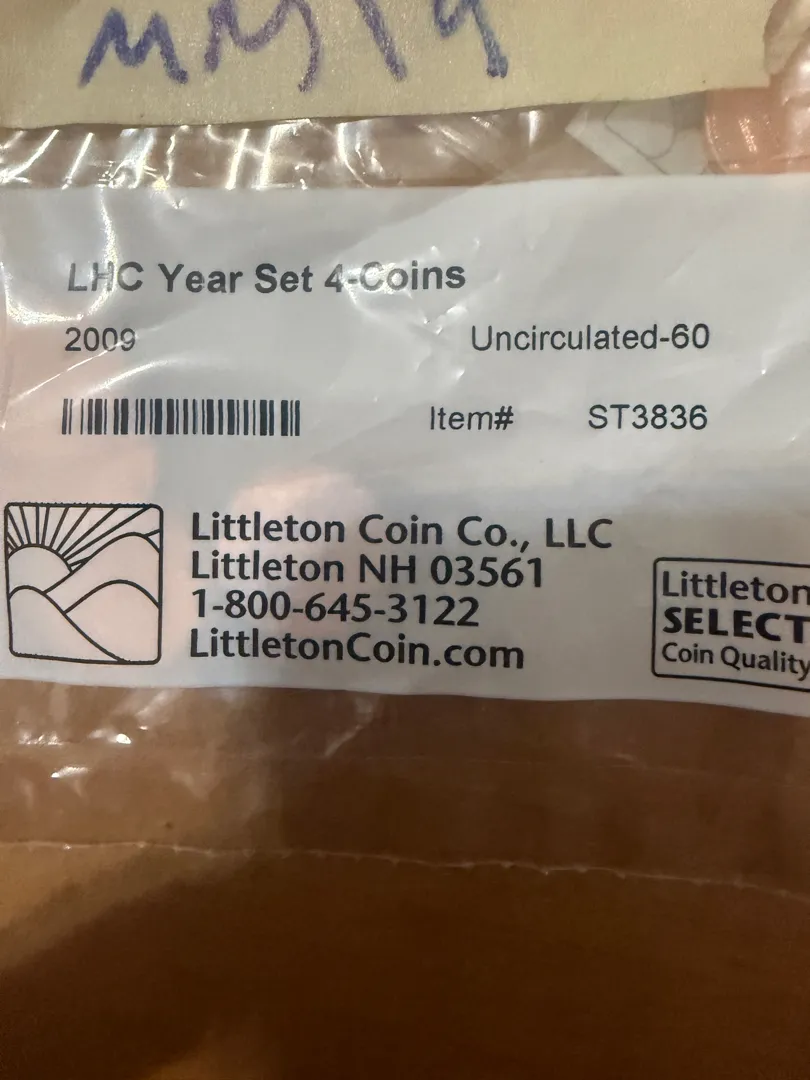 LHC Year Set 4-Coins
2009 Uncirculated-60
Item# ST3836
Littleton Coin Co., LLC
Littleton NH 03561
1-800-645-3122
LittletonCoin.com
Littleton
SELECT
Coin Quality